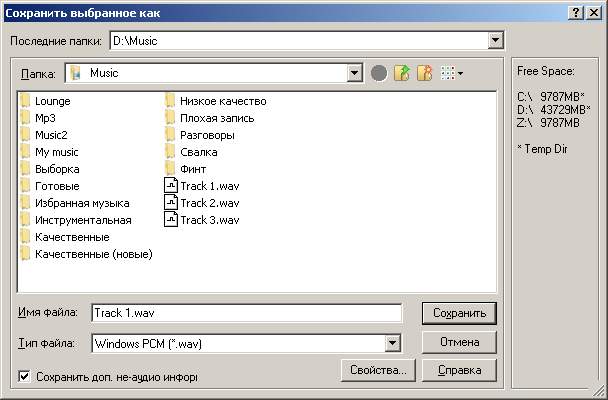 Сохранить выбранное как
Последние папки: D:\Music
Папка: Music
Lounge
Mp3
Music2
My music
Выборка
Готовые
Избранная музыка
Инструментальная
Качественные
Качественные (новые)
Низкое качество
Плохая запись
Разговоры
Свалка
Финт
Track 1.wav
Track 2.wav
Track 3.wav
Имя файла: Track 1.wav
Сохранить
Тип файла: Windows PCM (*.wav)
Отмена
Сохранить доп. не-аудио инфор
Свойства...
Справка
Free Space:
C:\ 9787MB*
D:\ 43729MB*
Z:\ 9787MB
* Temp Dir